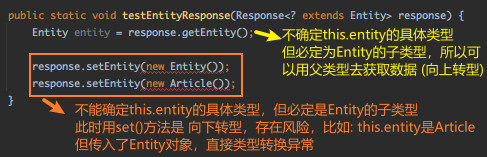 public static void testEntityResponse(Response<? extends Entity> response) {
Entity entity = response.getEntity();
不确定this.entity的具体类型
但必定为Entity的子类型，所以可
以用父类型去获取数据 (向上转型)
response.setEntity(new Entity());
response.setEntity(new Article());
}
不能确定this.entity的具体类型，但必定是Entity的子类型
此时用set()方法是 向下转型，存在风险，比如: this.entity是Article
但传入了Entity对象，直接类型转换异常